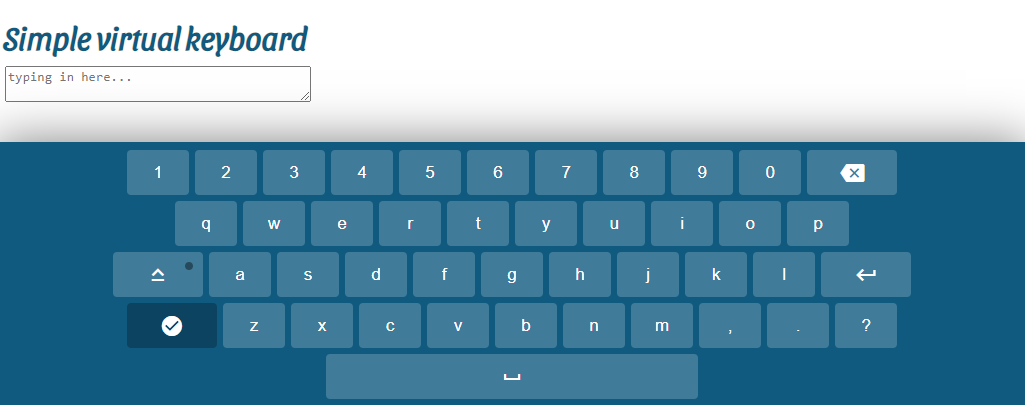 Simple virtual keyboard
typing in here...
1 2 3 4 5 6 7 8 9 0
q w e r t y u i o p
a s d f g h j k l
z x c v b n m , . ?